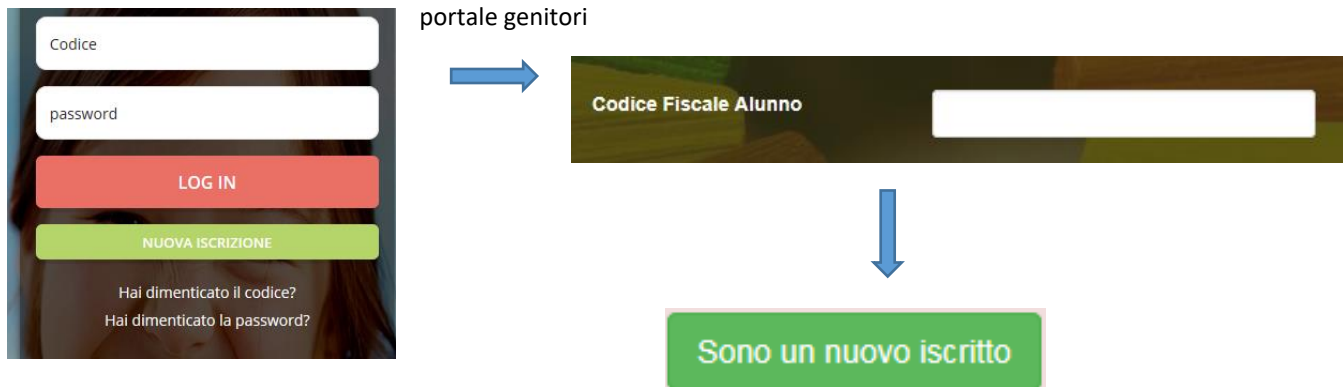 portale genitori
Codice
password
LOG IN
NUOVA ISCRIZIONE
Hai dimenticato il codice?
Hai dimenticato la password?
Codice Fiscale Alunno
Sono un nuovo iscritto